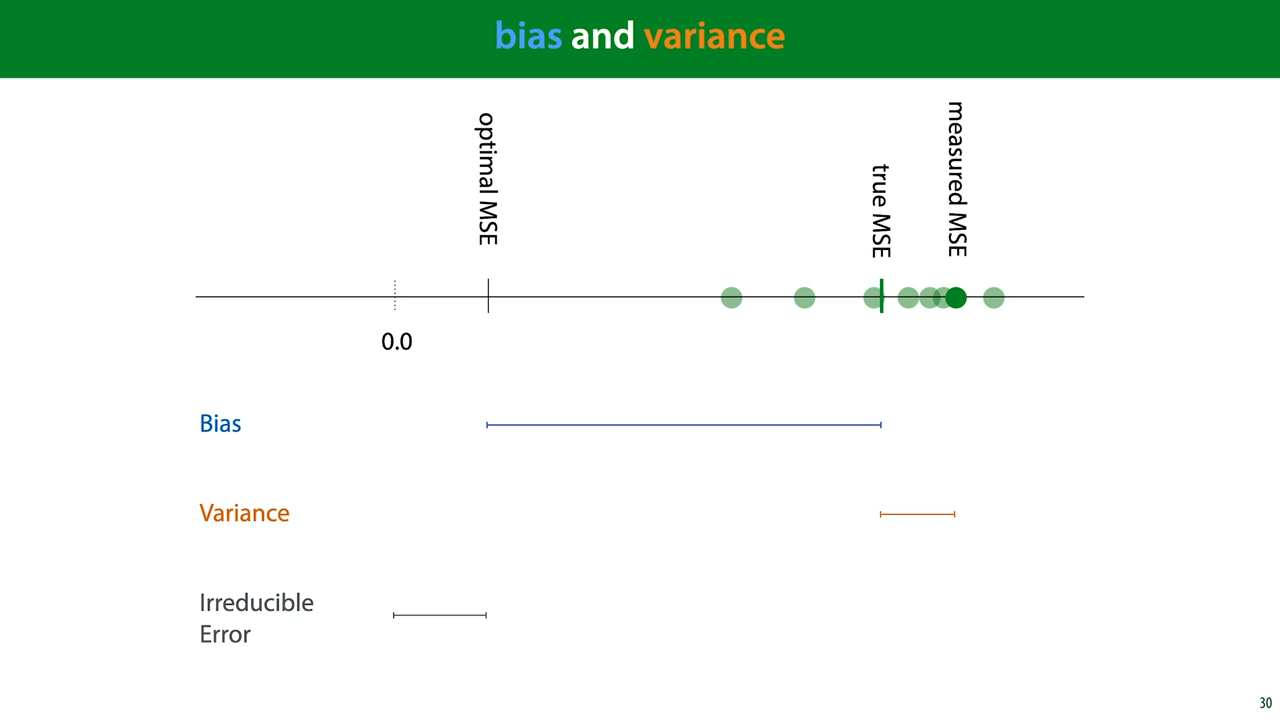 bias and variance
optimal MSE
true MSE
measured MSE
0.0
Bias
Variance
Irreducible
Error
30